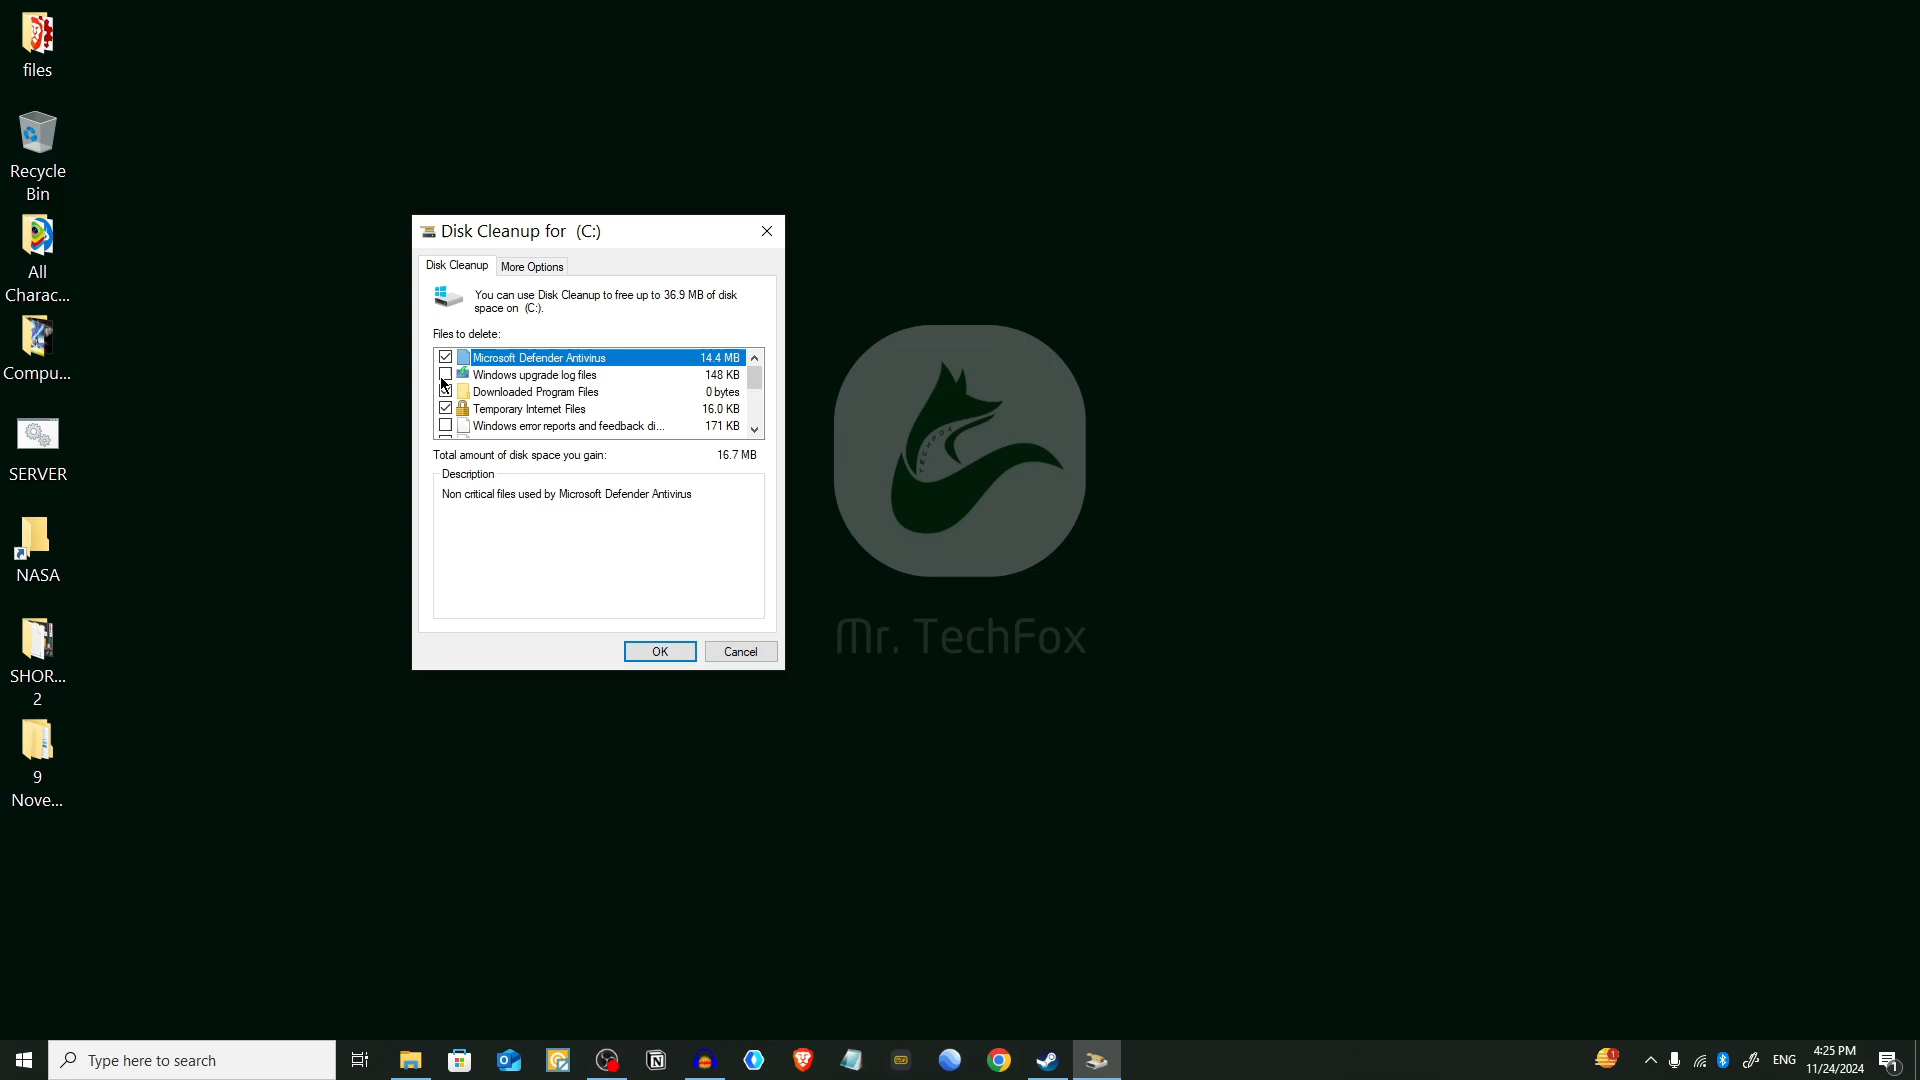 files
Recycle
Bin
All
Charac...
Compu...
SERVER
NASA
SHOR...
2
9
Nove...
Disk Cleanup for (C:)
Disk Cleanup
More Options
You can use Disk Cleanup to free up to 36.9 MB of disk
space on (C:).
Files to delete:
Microsoft Defender Antivirus 14.4 MB
Windows upgrade log files 148 KB
Downloaded Program Files 0 bytes
Temporary Internet Files 16.0 KB
Windows error reports and feedback di... 171 KB
Total amount of disk space you gain: 16.7 MB
Description
Non critical files used by Microsoft Defender Antivirus
OK
Cancel
TECHFOX
Mr. TechFox
Type here to search
1
ENG
4:25 PM
11/24/2024
1